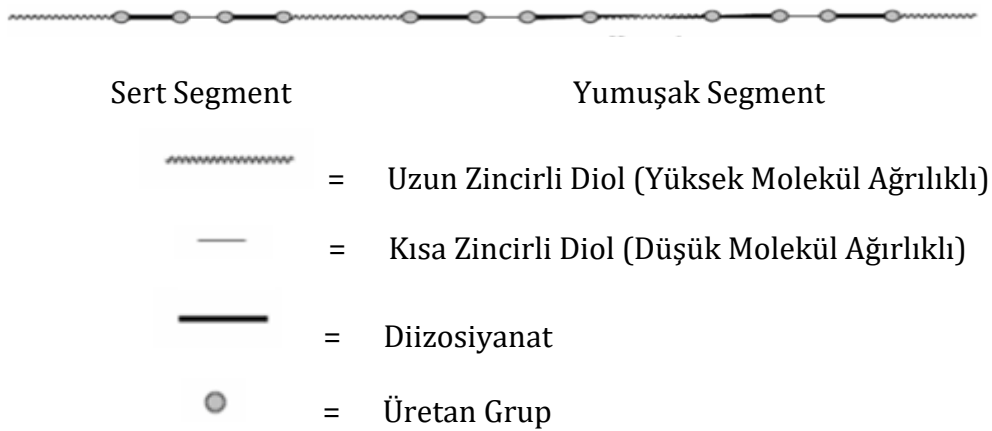 Sert Segment Yumuşak Segment
= Uzun Zincirli Diol (Yüksek Molekül Ağrılıklı)
= Kısa Zincirli Diol (Düşük Molekül Ağırlıklı)
= Diizosiyanat
= Üretan Grup